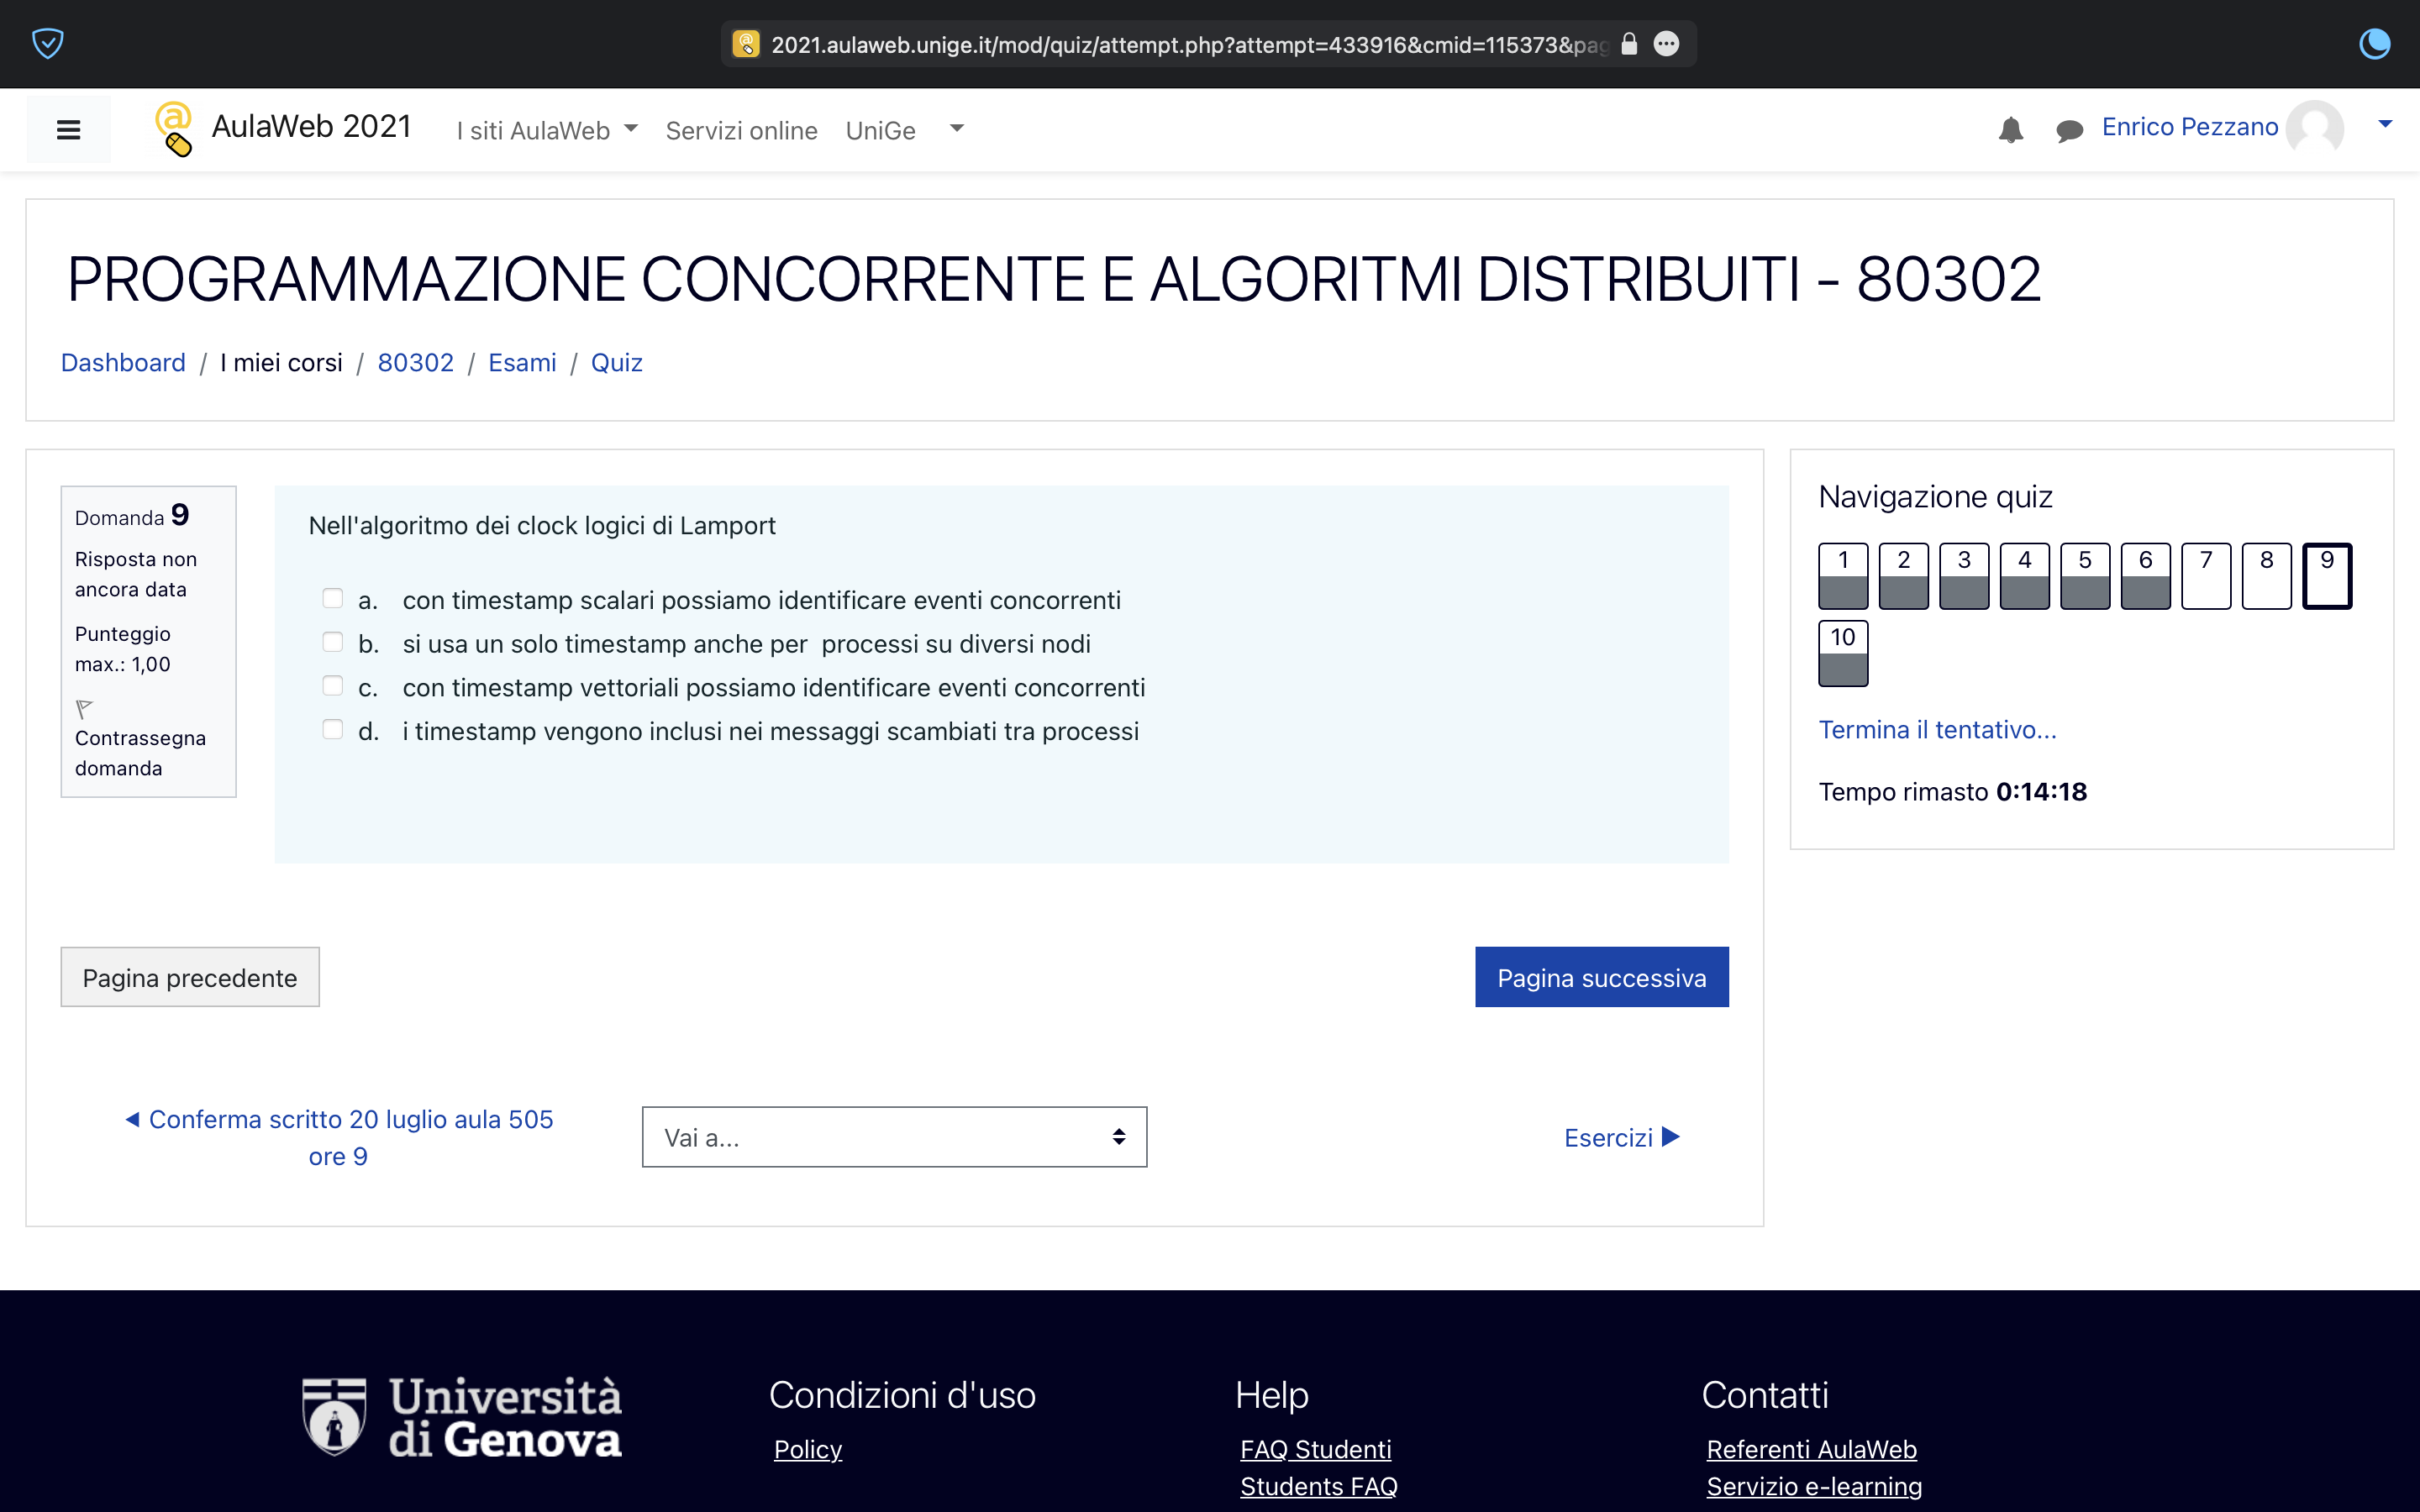 2021.aulaweb.unige.it/mod/quiz/attempt.php?attempt=433916&cmid=115373&pag
AulaWeb 2021
I siti AulaWeb
Servizi online
UniGe
Enrico Pezzano
PROGRAMMAZIONE CONCORRENTE E ALGORITMI DISTRIBUITI - 80302
Dashboard / I miei corsi / 80302 / Esami / Quiz
Domanda 9
Risposta non
ancora data
Punteggio
max.: 1,00
Contrassegna
domanda
Nell'algoritmo dei clock logici di Lamport
a. con timestamp scalari possiamo identificare eventi concorrenti
b. si usa un solo timestamp anche per processi su diversi nodi
c. con timestamp vettoriali possiamo identificare eventi concorrenti
d. i timestamp vengono inclusi nei messaggi scambiati tra processi
Navigazione quiz
1 2 3 4 5 6 7 8 9
10
Termina il tentativo...
Tempo rimasto 0:14:18
Pagina precedente
Pagina successiva
◄ Conferma scritto 20 luglio aula 505
ore 9
Vai a...
Esercizi ►
Università
di Genova
Condizioni d'uso
Policy
Help
FAQ Studenti
Students FAQ
Contatti
Referenti AulaWeb
Servizio e-learning